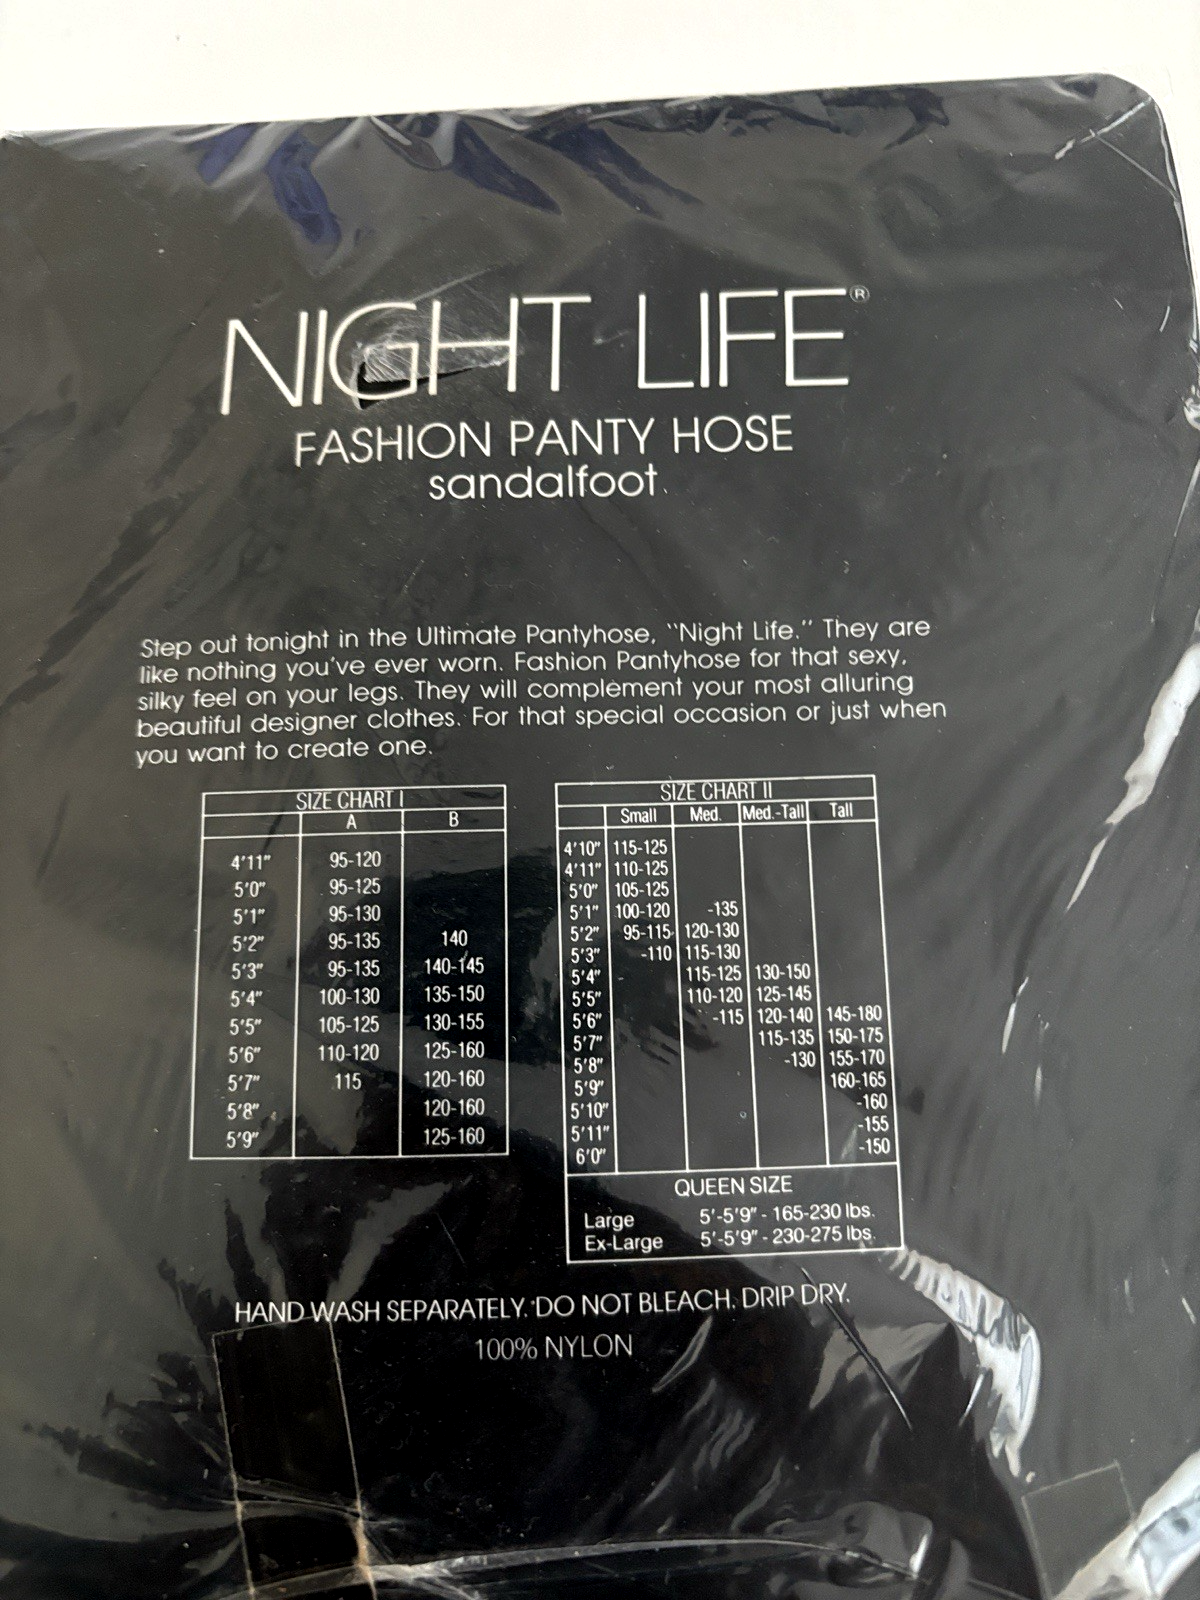 NIGHT LIFE®
FASHION PANTY HOSE
sandalfoot.
Step out tonight in the Ultimate Pantyhose, "Night Life." They are
like nothing you've ever worn. Fashion Pantyhose for that sexy,
silky feel on your legs. They will complement your most alluring
beautiful designer clothes. For that special occasion or just when
you want to create one.
SIZE CHART I
A B
4'11" 95-120
5'0" 95-125
5'1" 95-130
5'2" 95-135 140
5'3" 95-135 140-145
5'4" 100-130 135-150
5'5" 105-125 130-155
5'6" 110-120 125-160
5'7" 115 120-160
5'8" 120-160
5'9" 125-160
SIZE CHART II
Small Med. Med.-Tall Tall
4'10" 115-125
4'11" 110-125
5'0" 105-125
5'1" 100-120 -135
5'2" 95-115 120-130
5'3" -110 115-130
5'4" 115-125 130-150
5'5" 110-120 125-145
5'6" -115 120-140 145-180
5'7" 115-135 150-175
5'8" -130 155-170
5'9" 160-165
5'10" -160
5'11" -155
6'0" -150
QUEEN SIZE
Large 5'-5'9" - 165-230 lbs.
Ex-Large 5'-5'9" - 230-275 lbs.
HAND WASH SEPARATELY. DO NOT BLEACH. DRIP DRY.
100% NYLON